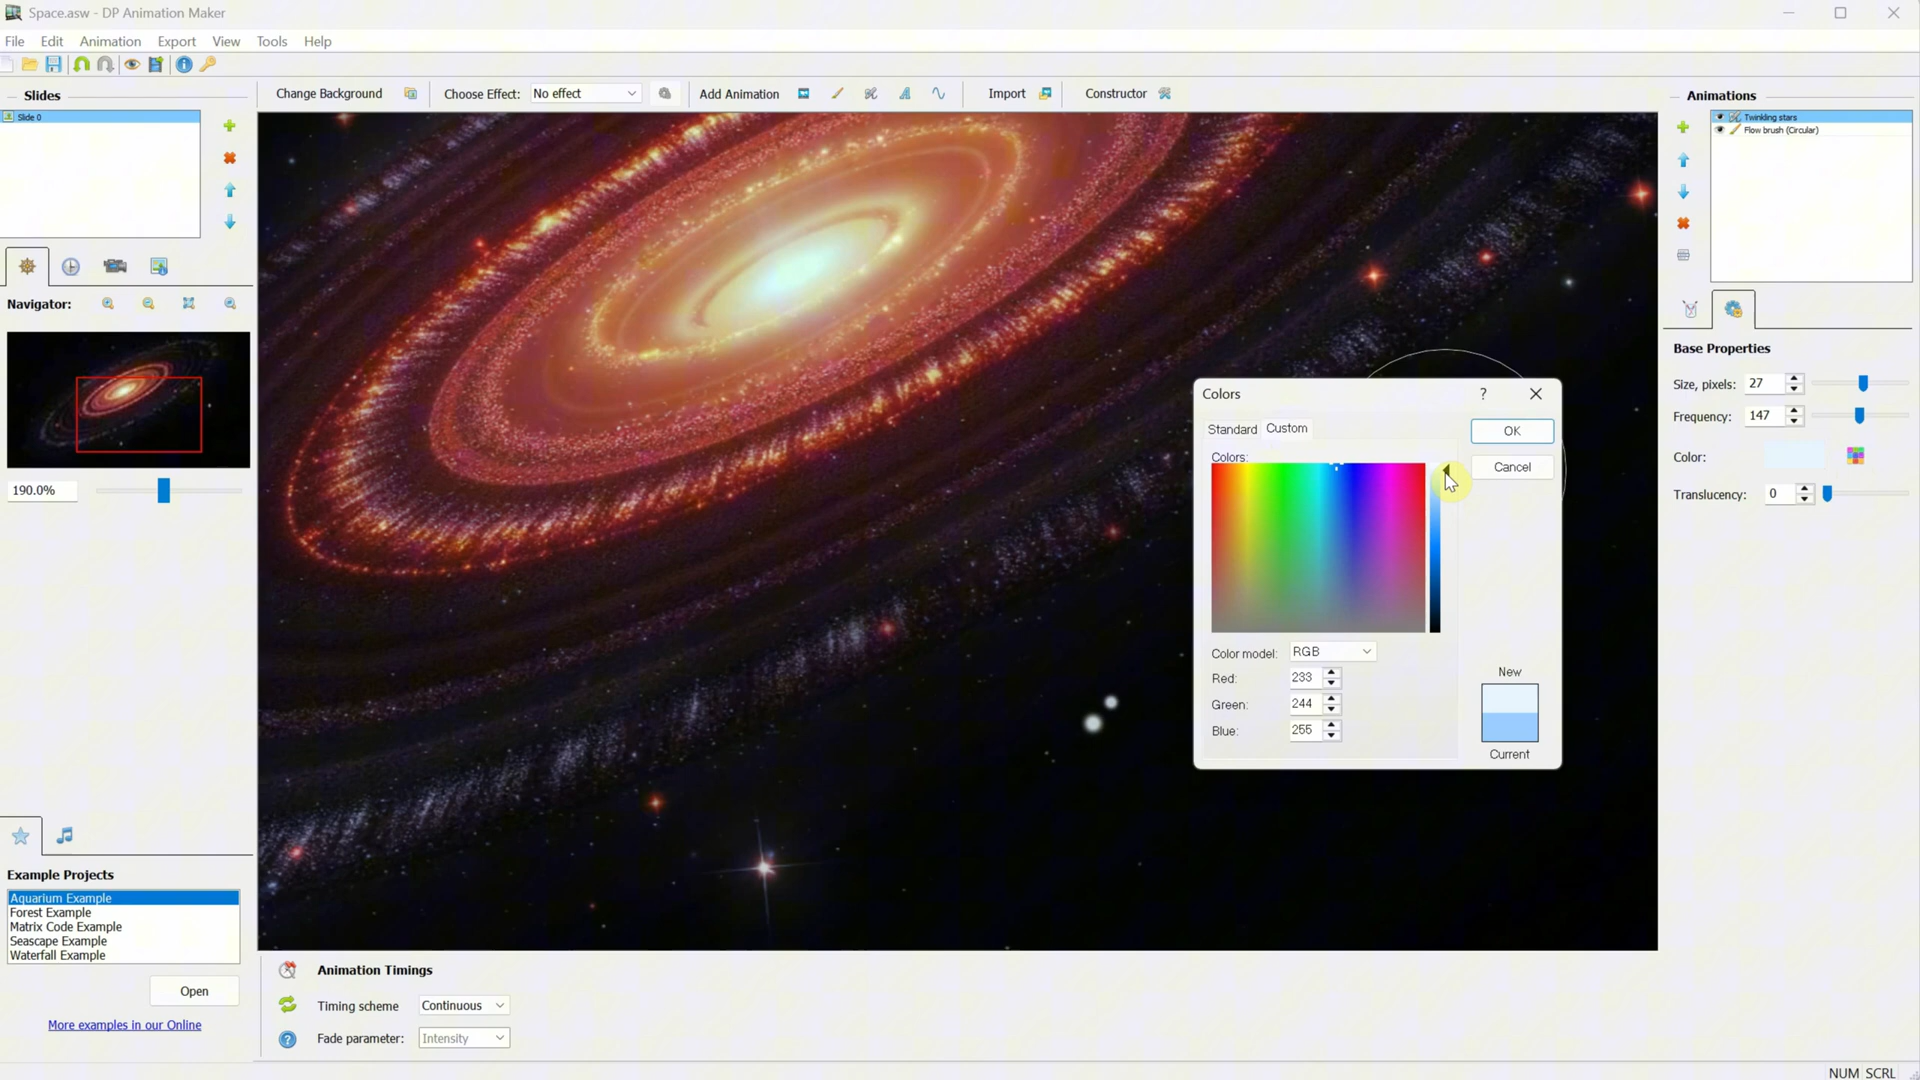 Space.asw - DP Animation Maker
File Edit Animation Export View Tools Help
Slides
Slide 0
Change Background
Choose Effect: No effect
Add Animation
Import
Constructor
Animations
Twinkling stars
Flow brush (Circular)
Navigator:
190.0%
Base Properties
Size, pixels: 27
Frequency: 147
Color:
Translucency: 0
Colors
?
Standard Custom
OK
Cancel
Colors:
Color model: RGB
Red: 233
Green: 244
Blue: 255
New
Current
Example Projects
Aquarium Example
Forest Example
Matrix Code Example
Seascape Example
Waterfall Example
Open
More examples in our Online
Animation Timings
Timing scheme Continuous
Fade parameter: Intensity
NUM SCRL